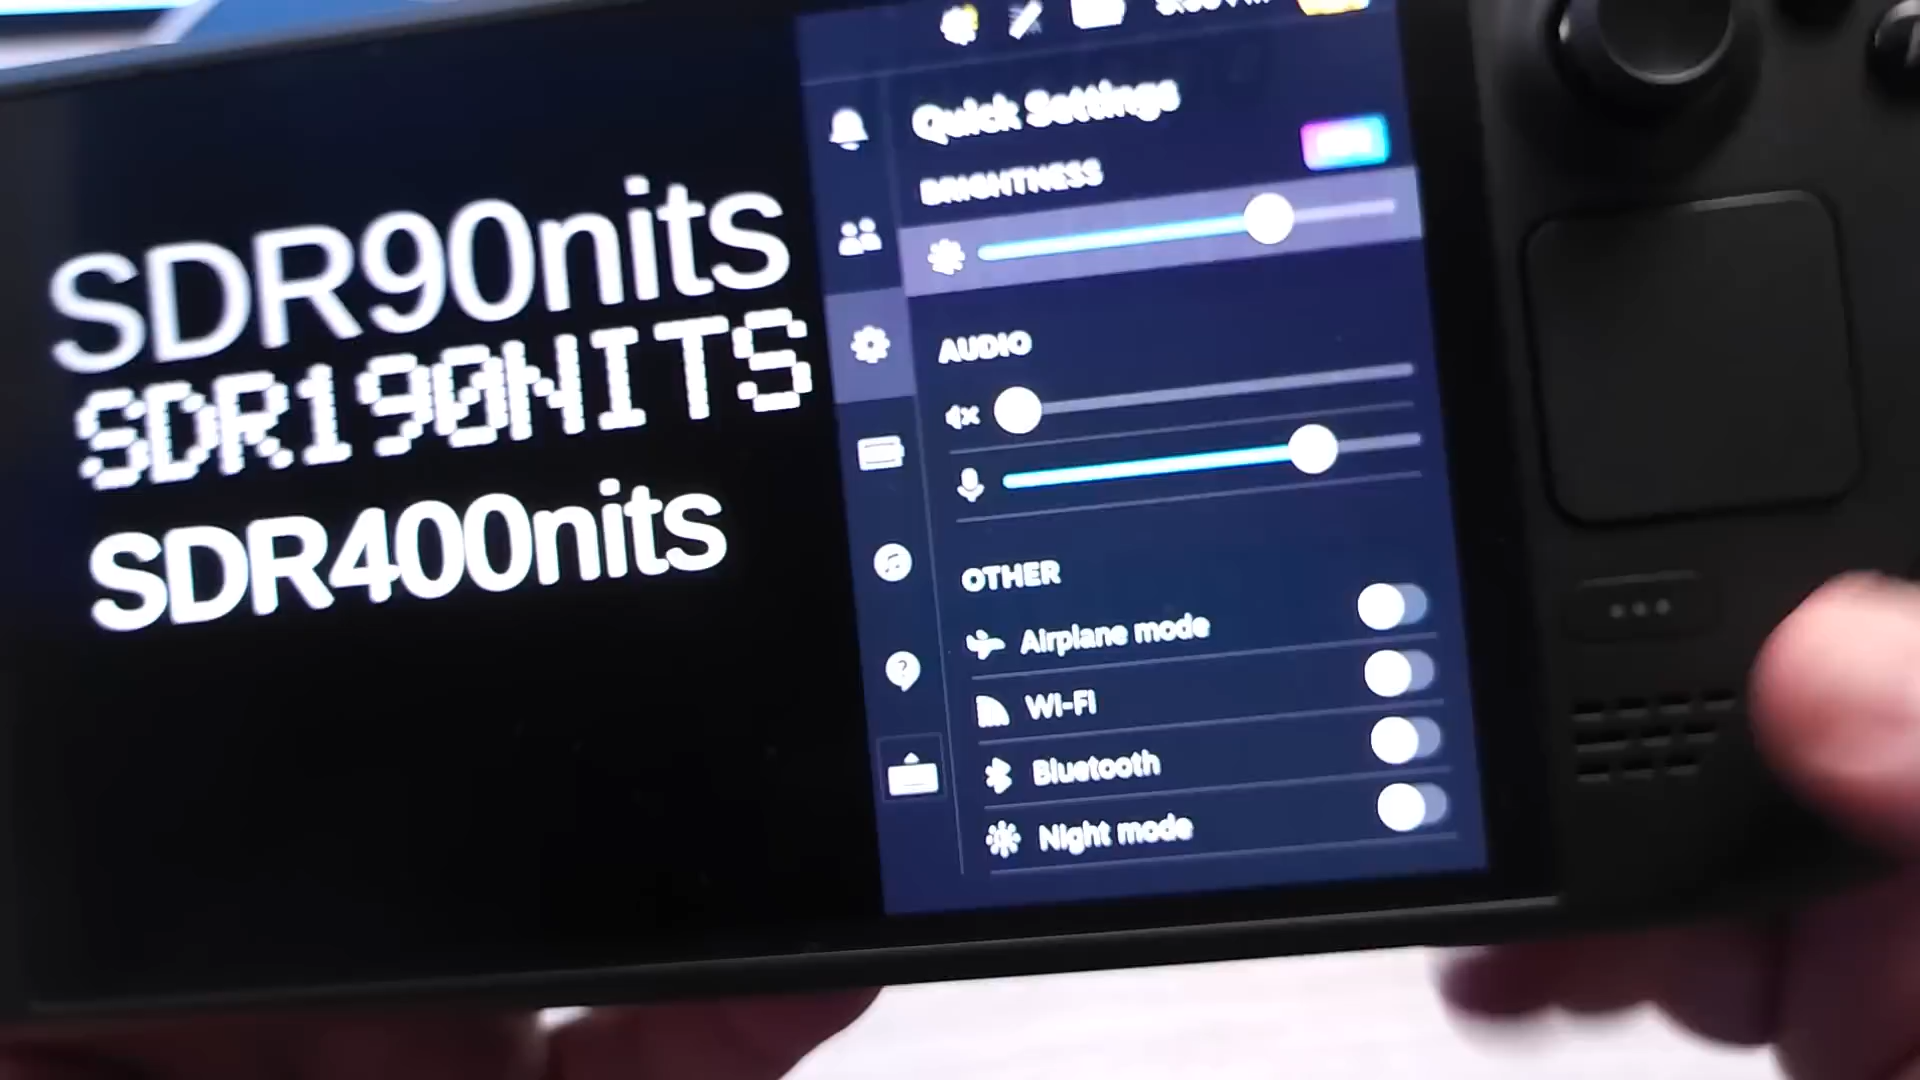 SDR90nits
SDR190NITS
SDR400nits
Quick Settings
BRIGHTNESS
AUDIO
OTHER
Airplane mode
Wi-Fi
Bluetooth
Night mode